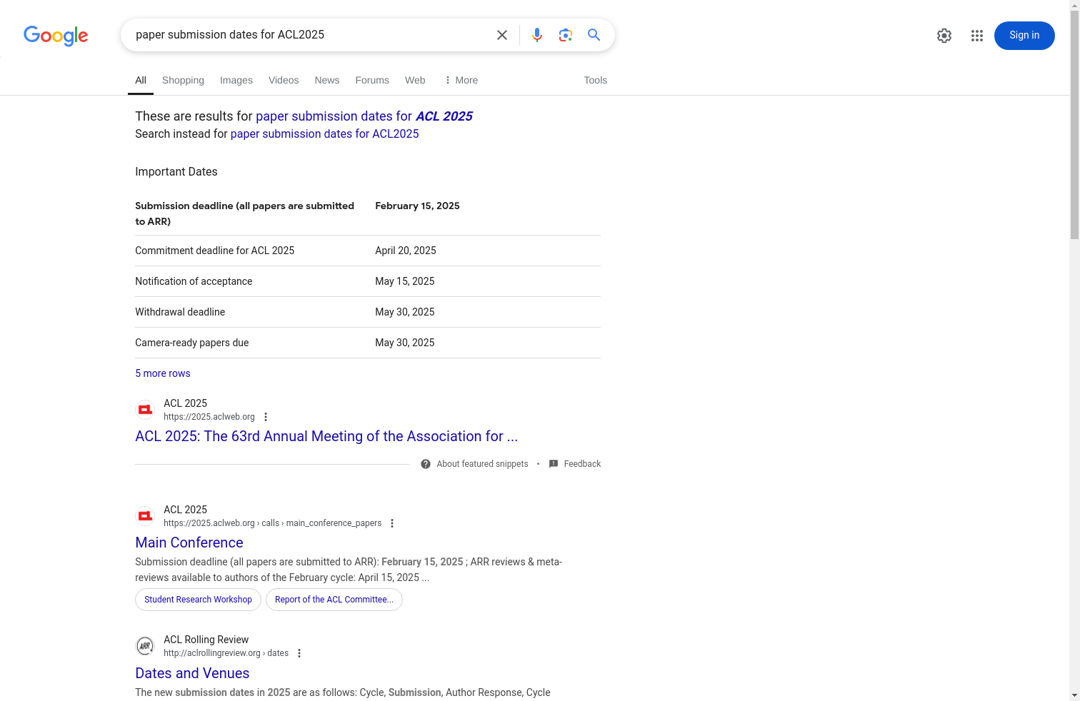 Google
paper submission dates for ACL2025
Sign in
All Shopping Images Videos News Forums Web More Tools
These are results for paper submission dates for ACL 2025
Search instead for paper submission dates for ACL2025
Important Dates
Submission deadline (all papers are submitted to ARR) February 15, 2025
Commitment deadline for ACL 2025 April 20, 2025
Notification of acceptance May 15, 2025
Withdrawal deadline May 30, 2025
Camera-ready papers due May 30, 2025
5 more rows
ACL 2025
https://2025.aclweb.org
ACL 2025: The 63rd Annual Meeting of the Association for ...
About featured snippets • Feedback
ACL 2025
https://2025.aclweb.org › calls › main_conference_papers
Main Conference
Submission deadline (all papers are submitted to ARR): February 15, 2025 ; ARR reviews & meta-
reviews available to authors of the February cycle: April 15, 2025 ...
Student Research Workshop Report of the ACL Committee...
ARR ACL Rolling Review
http://aclrollingreview.org › dates
Dates and Venues
The new submission dates in 2025 are as follows: Cycle, Submission, Author Response, Cycle